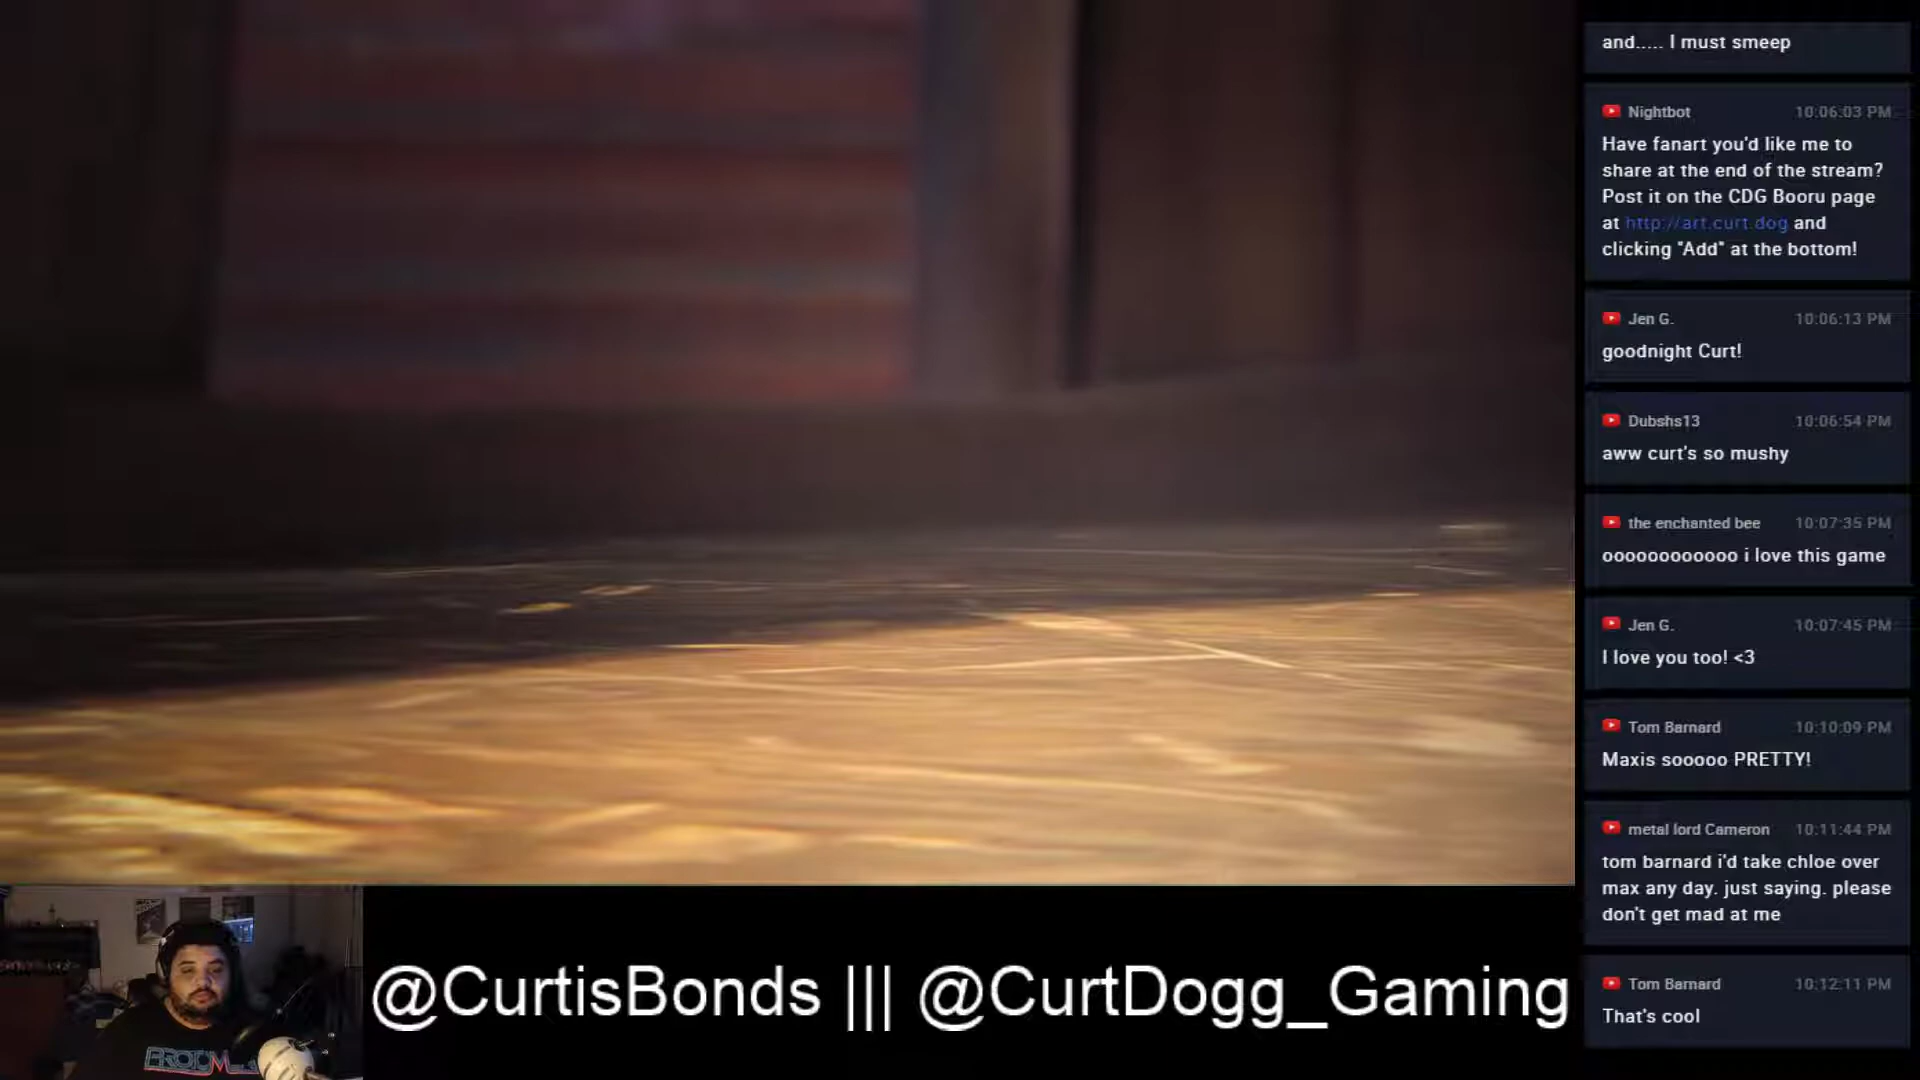 and..... I must smeep
Nightbot 10:06:03 PM
Have fanart you'd like me to
share at the end of the stream?
Post it on the CDG Booru page
at http://art.curt.dog and
clicking "Add" at the bottom!
Jen G. 10:06:13 PM
goodnight Curt!
Dubshs13 10:06:54 PM
aww curt's so mushy
the enchanted bee 10:07:35 PM
oooooooooooo i love this game
Jen G. 10:07:45 PM
I love you too! <3
Tom Barnard 10:10:09 PM
Maxis sooooo PRETTY!
metal lord Cameron 10:11:44 PM
tom barnard i'd take chloe over
max any day. just saying. please
don't get mad at me
Tom Barnard 10:12:11 PM
That's cool
@CurtisBonds ||| @CurtDogg_Gaming